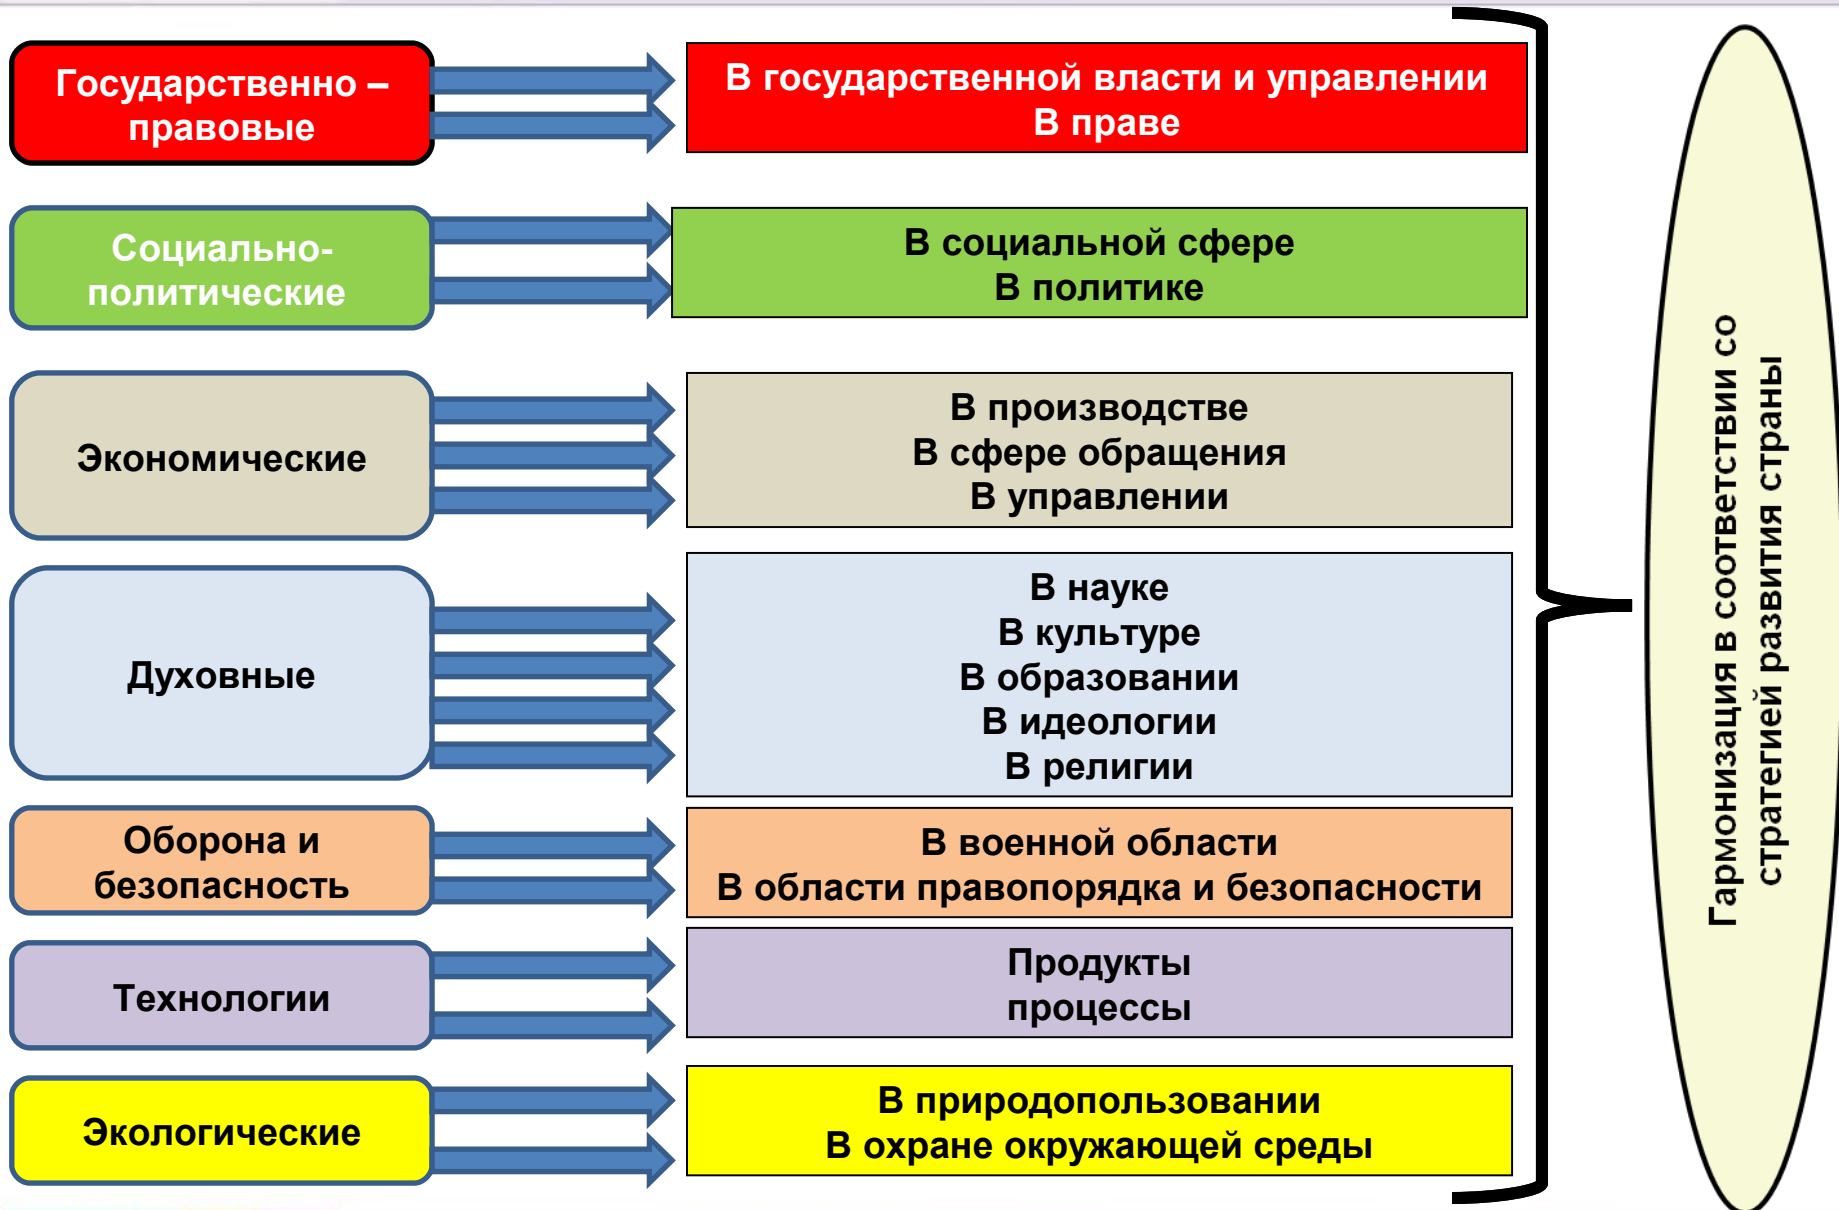 Государственно –
правовые
В государственной власти и управлении
В праве
Социально-
политические
В социальной сфере
В политике
Экономические
В производстве
В сфере обращения
В управлении
Духовные
В науке
В культуре
В образовании
В идеологии
В религии
Оборона и
безопасность
В военной области
В области правопорядка и безопасности
Технологии
Продукты
процессы
Экологические
В природопользовании
В охране окружающей среды
Гармонизация в соответствии со
стратегией развития страны